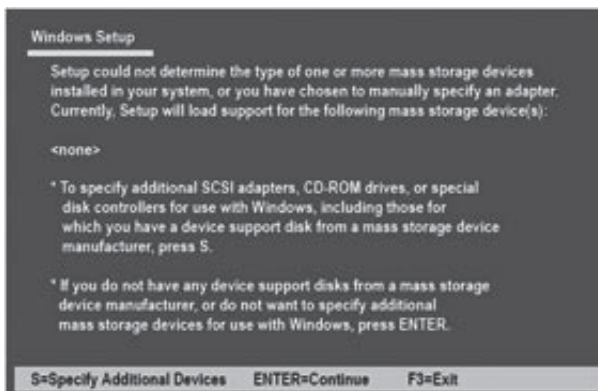 Windows Setup
Setup could not determine the type of one or more mass storage devices
installed in your system, or you have chosen to manually specify an adapter.
Currently, Setup will load support for the following mass storage device(s):
<none>
* To specify additional SCSI adapters, CD-ROM drives, or special
disk controllers for use with Windows, including those for
which you have a device support disk from a mass storage device
manufacturer, press S.
* If you do not have any device support disks from a mass storage
device manufacturer, or do not want to specify additional
mass storage devices for use with Windows, press ENTER.
S=Specify Additional Devices ENTER=Continue F3=Exit